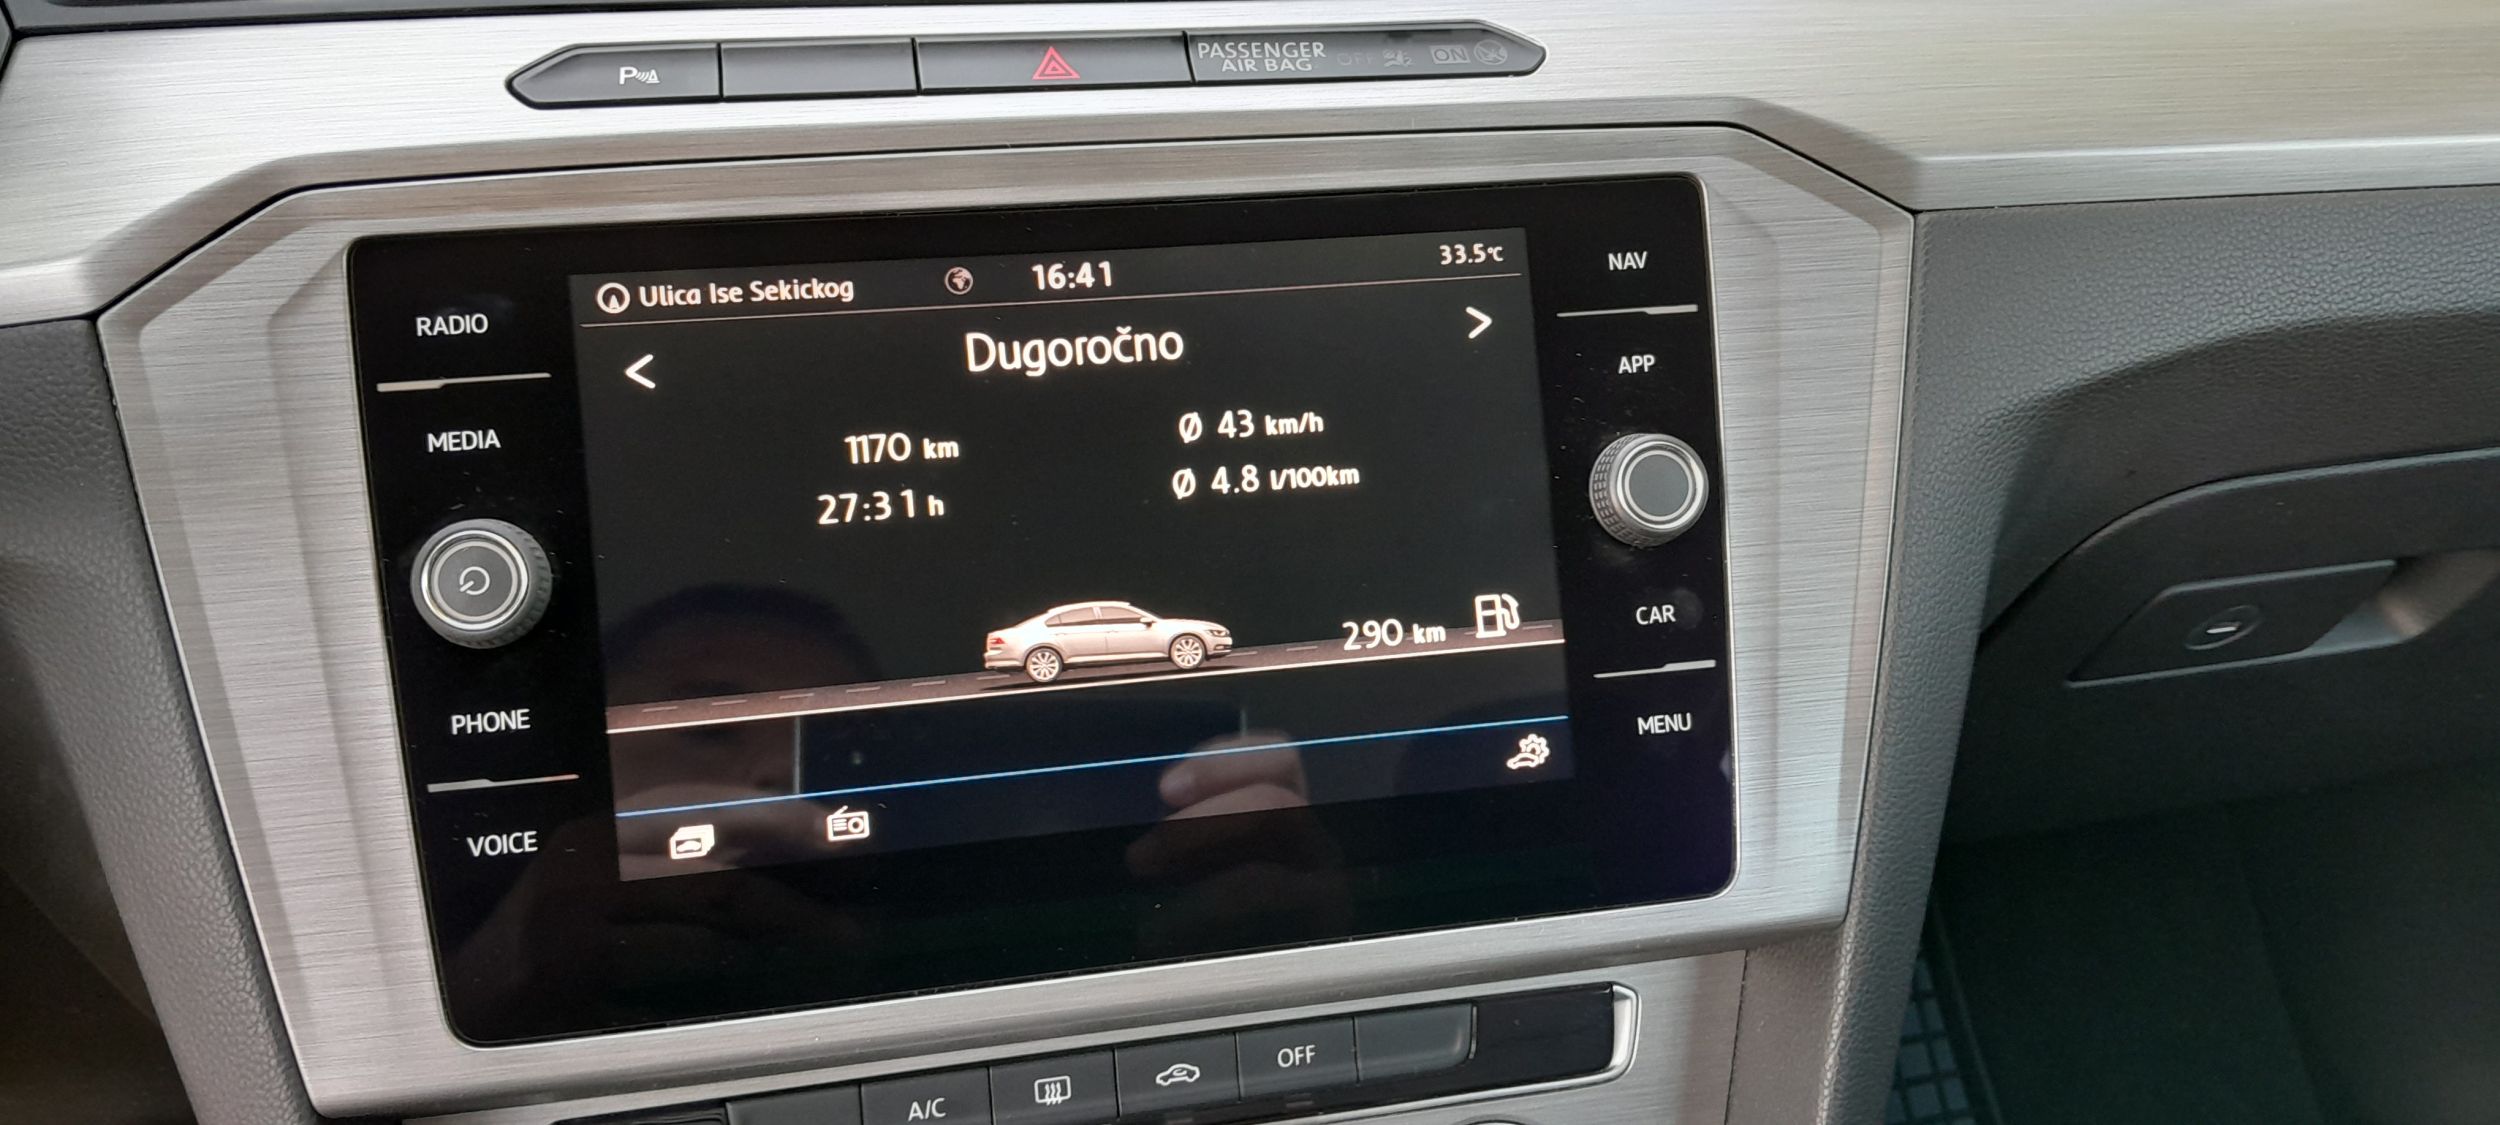 P
PASSENGER
AIR BAG
OFF
ON
Ulica Ise Sekickog
16:41
33.5°C
Dugoročno
1170 km
27:31 h
Ø 43 km/h
Ø 4.8 l/100km
290 km
RADIO
MEDIA
PHONE
VOICE
NAV
APP
CAR
MENU
A/C
OFF